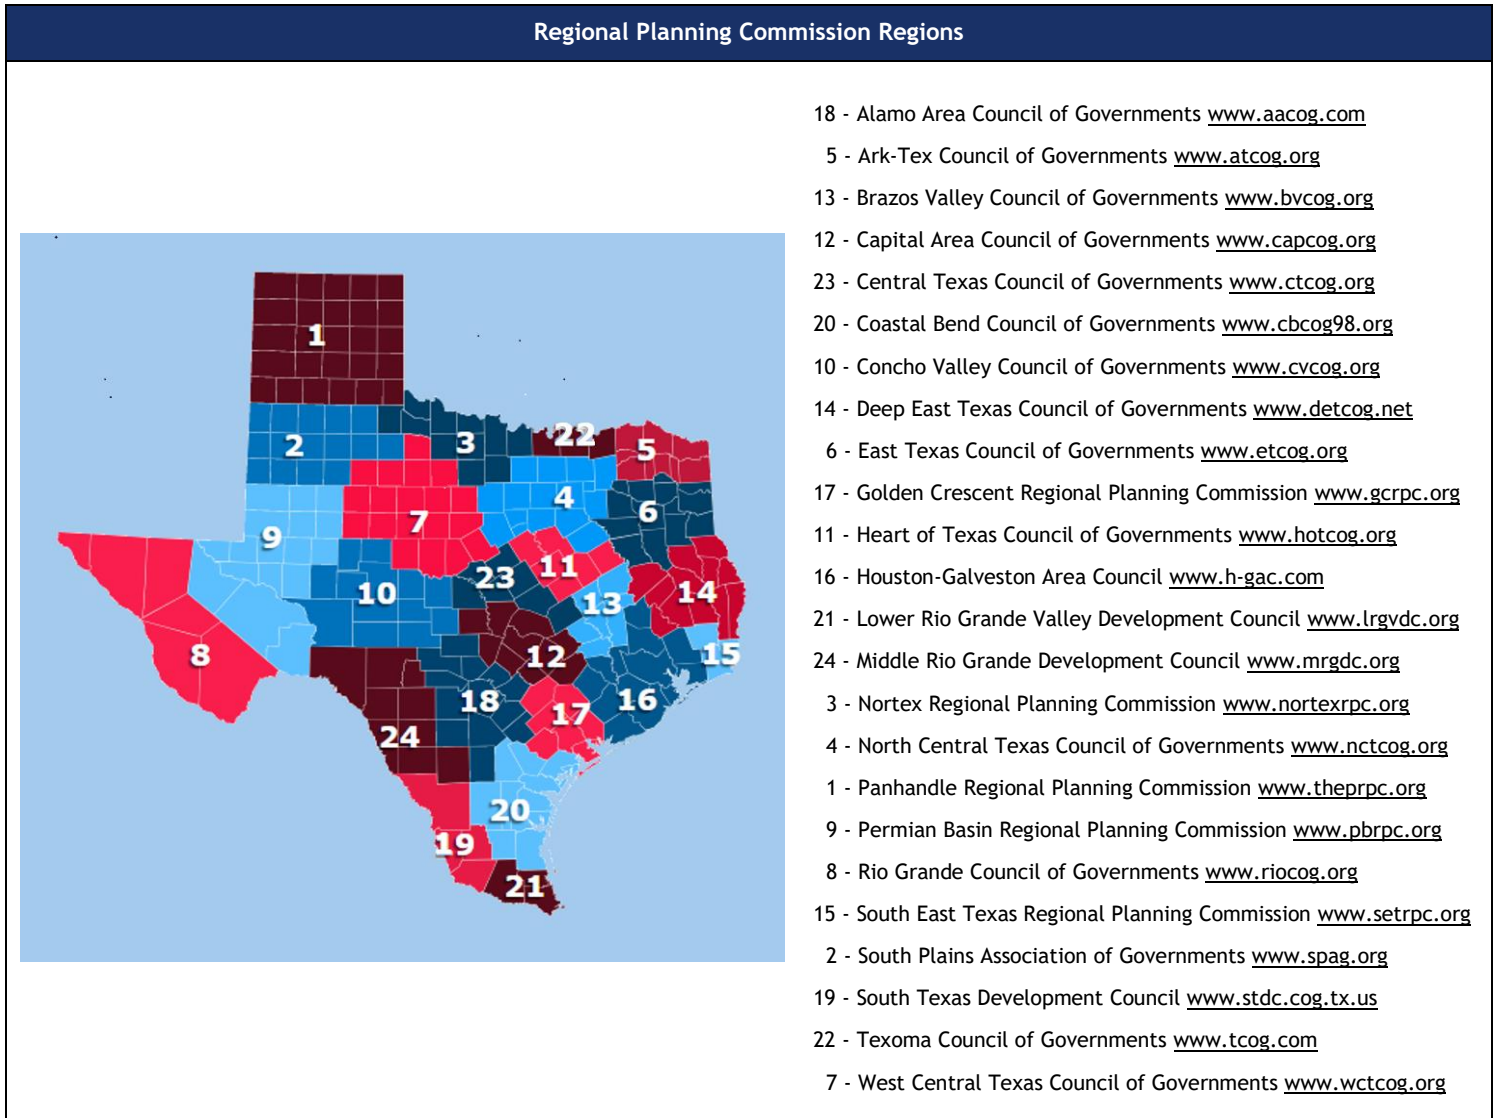 Regional Planning Commission Regions
1
2
3
22
5
4
6
7
9
11
23
14
10
13
8
12
15
18
16
17
24
20
19
21
18 - Alamo Area Council of Governments www.aacog.com
5 - Ark-Tex Council of Governments www.atcog.org
13 - Brazos Valley Council of Governments www.bvcog.org
12 - Capital Area Council of Governments www.capcog.org
23 - Central Texas Council of Governments www.ctcog.org
20 - Coastal Bend Council of Governments www.cbcog98.org
10 - Concho Valley Council of Governments www.cvcog.org
14 - Deep East Texas Council of Governments www.detcog.net
6 - East Texas Council of Governments www.etcog.org
17 - Golden Crescent Regional Planning Commission www.gcrpc.org
11 - Heart of Texas Council of Governments www.hotcog.org
16 - Houston-Galveston Area Council www.h-gac.com
21 - Lower Rio Grande Valley Development Council www.lrgvdc.org
24 - Middle Rio Grande Development Council www.mrgdc.org
3 - Nortex Regional Planning Commission www.nortexrpc.org
4 - North Central Texas Council of Governments www.nctcog.org
1 - Panhandle Regional Planning Commission www.theprpc.org
9 - Permian Basin Regional Planning Commission www.pbrpc.org
8 - Rio Grande Council of Governments www.riocog.org
15 - South East Texas Regional Planning Commission www.setrpc.org
2 - South Plains Association of Governments www.spag.org
19 - South Texas Development Council www.stdc.cog.tx.us
22 - Texoma Council of Governments www.tcog.com
7 - West Central Texas Council of Governments www.wctcog.org